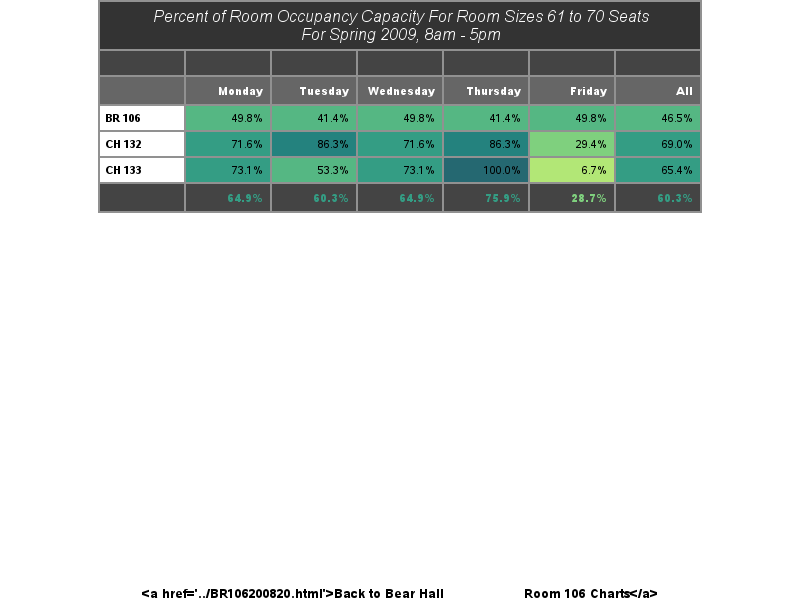 Percent of Room Occupancy Capacity For Room Sizes 61 to 70 Seats
For Spring 2009, 8am - 5pm
Monday Tuesday Wednesday Thursday Friday All
BR 106 49.8% 41.4% 49.8% 41.4% 49.8% 46.5%
CH 132 71.6% 86.3% 71.6% 86.3% 29.4% 69.0%
CH 133 73.1% 53.3% 73.1% 100.0% 6.7% 65.4%
64.9% 60.3% 64.9% 75.9% 28.7% 60.3%
<a href='../BR106200820.html'>Back to Bear Hall Room 106 Charts</a>